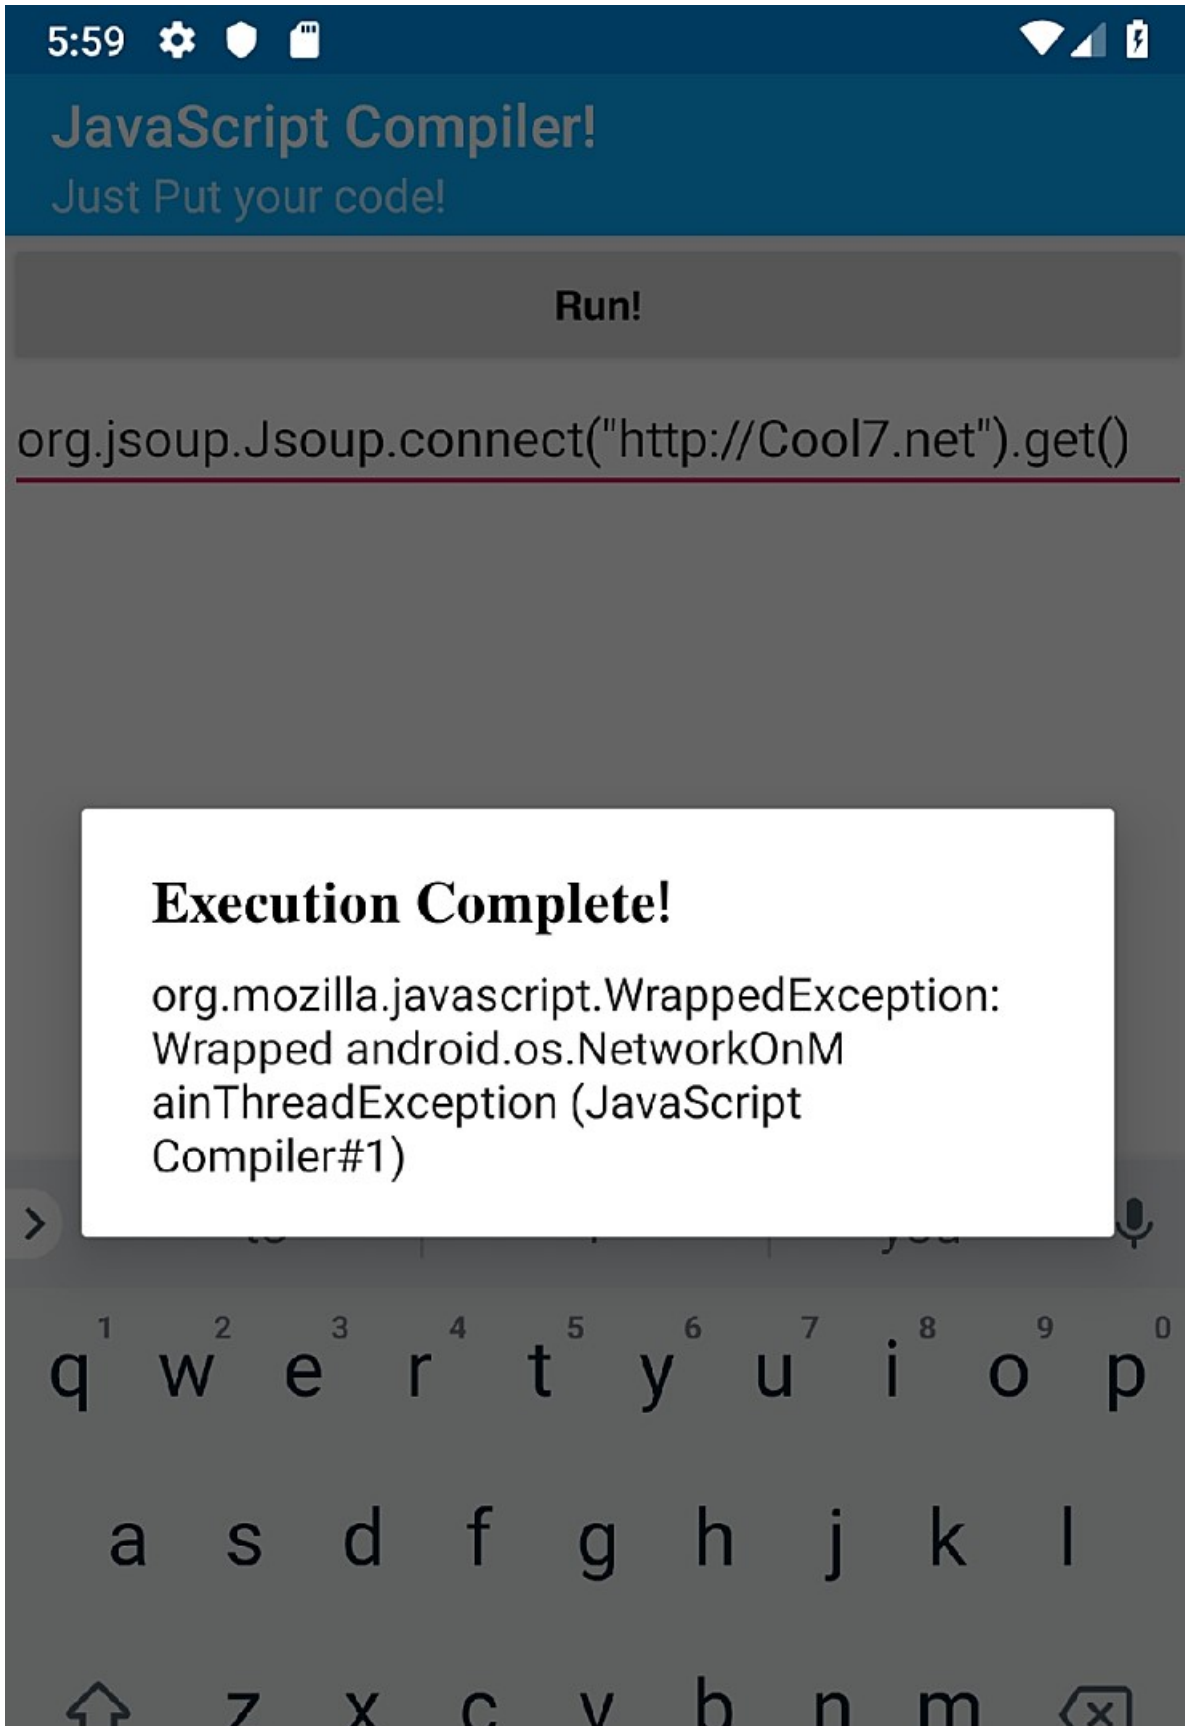 5:59
JavaScript Compiler!
Just Put your code!
Run!
org.jsoup.Jsoup.connect("http://Cool7.net").get()
Execution Complete!
org.mozilla.javascript.WrappedException:
Wrapped android.os.NetworkOnM
ainThreadException (JavaScript
Compiler#1)
1 2 3 4 5 6 7 8 9 0
q w e r t y u i o p
a s d f g h j k l
z x c v b n m